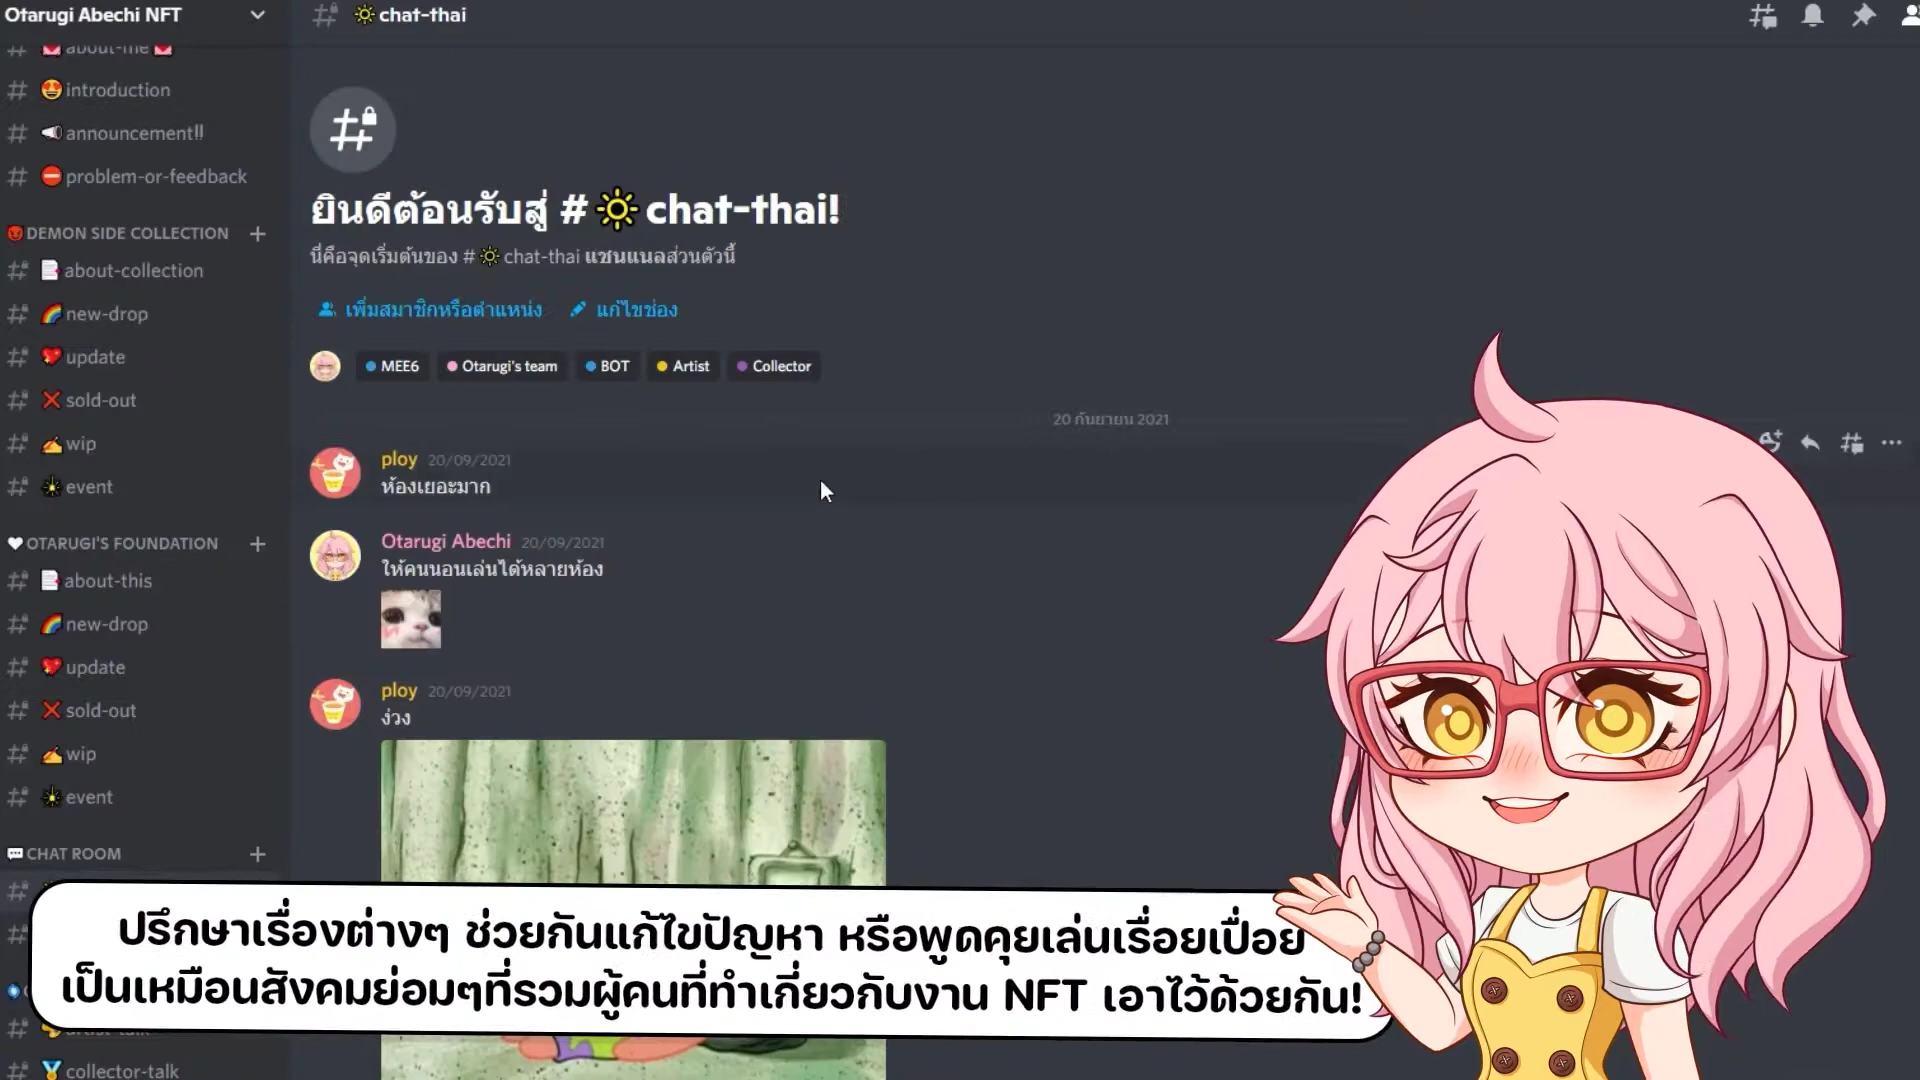 Otarugi Abechi NFT
chat-thai
about-me
introduction
announcement!!
problem-or-feedback
DEMON SIDE COLLECTION
about-collection
new-drop
update
sold-out
wip
event
OTARUGI'S FOUNDATION
about-this
new-drop
update
sold-out
wip
event
CHAT ROOM
collector-talk
ยินดีต้อนรับสู่ #🔅chat-thai!
นี่คือจุดเริ่มต้นของ #🔅chat-thai แชนแนลส่วนตัวนี้
เพิ่มสมาชิกหรือตำแหน่ง แก้ไขช่อง
MEE6 Otarugi's team BOT Artist Collector
20 กันยายน 2021
ploy 20/09/2021
ห้องเยอะมาก
Otarugi Abechi 20/09/2021
ให้คนนอนเล่นได้หลายห้อง
ploy 20/09/2021
ง่วง
ปรึกษาเรื่องต่างๆ ช่วยกันแก้ไขปัญหา หรือพูดคุยเล่นเรื่อยเปื่อย
เป็นเหมือนสังคมย่อมๆที่รวมผู้คนที่ทำเกี่ยวกับงาน NFT เอาไว้ด้วยกัน!